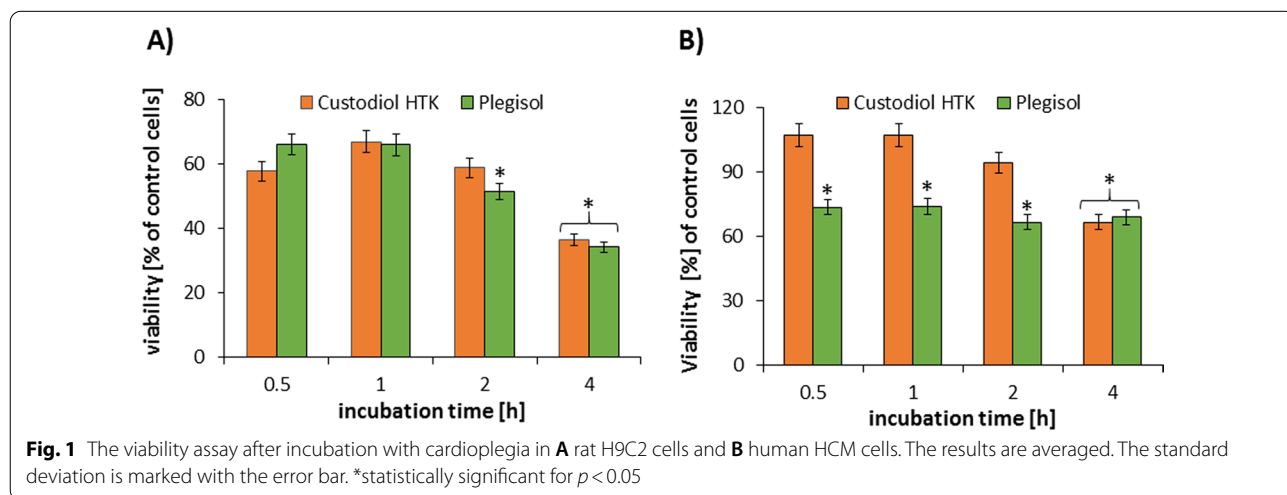 A)
Custodiol HTK Plegisol
viability [% of control cells]
80
60
40
20
0
*
*
0.5 1 2 4
incubation time [h]
B)
Custodiol HTK Plegisol
Viability [%] of control cells
120
90
60
30
0
*
*
*
*
0.5 1 2 4
incubation time [h]
Fig. 1 The viability assay after incubation with cardioplegia in A rat H9C2 cells and B human HCM cells. The results are averaged. The standard
deviation is marked with the error bar. *statistically significant for p < 0.05